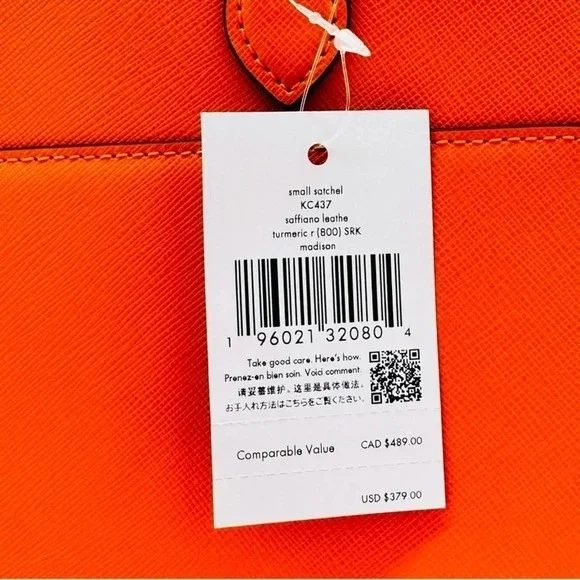 small satchel
KC437
saffiano leathe
turmeric r (800) SRK
madison
1 96021 32080 4
Take good care. Here's how.
Prenez-en bien soin. Voici comment.
请妥善维护。这里是具体做法。
お手入れ方法はこちらをご覧ください。
Comparable Value CAD $489.00
USD $379.00